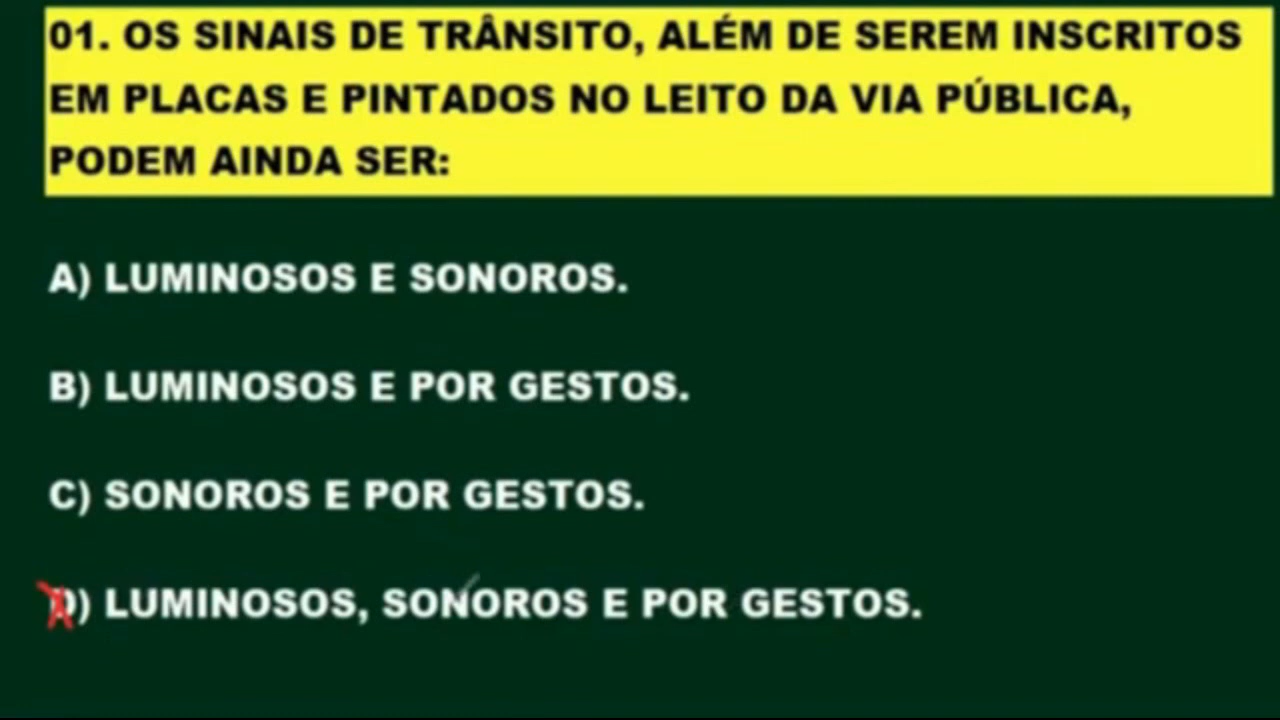 01. OS SINAIS DE TRÂNSITO, ALÉM DE SEREM INSCRITOS
EM PLACAS E PINTADOS NO LEITO DA VIA PÚBLICA,
PODEM AINDA SER:
A) LUMINOSOS E SONOROS.
B) LUMINOSOS E POR GESTOS.
C) SONOROS E POR GESTOS.
D) LUMINOSOS, SONOROS E POR GESTOS.